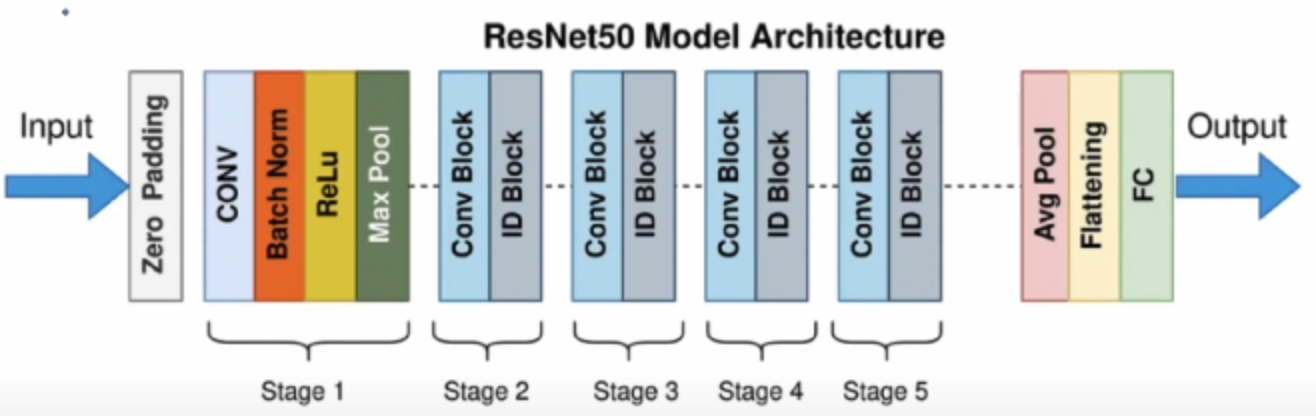 ResNet50 Model Architecture
Input
Zero Padding
CONV
Batch Norm
ReLu
Max Pool
Conv Block
ID Block
Conv Block
ID Block
Conv Block
ID Block
Conv Block
ID Block
Avg Pool
Flattening
FC
Output
Stage 1
Stage 2
Stage 3
Stage 4
Stage 5